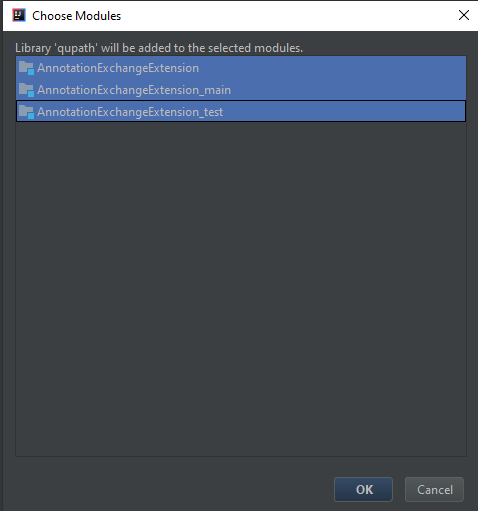 Choose Modules
Library 'qupath' will be added to the selected modules.
AnnotationExchangeExtension
AnnotationExchangeExtension_main
AnnotationExchangeExtension_test
OK
Cancel